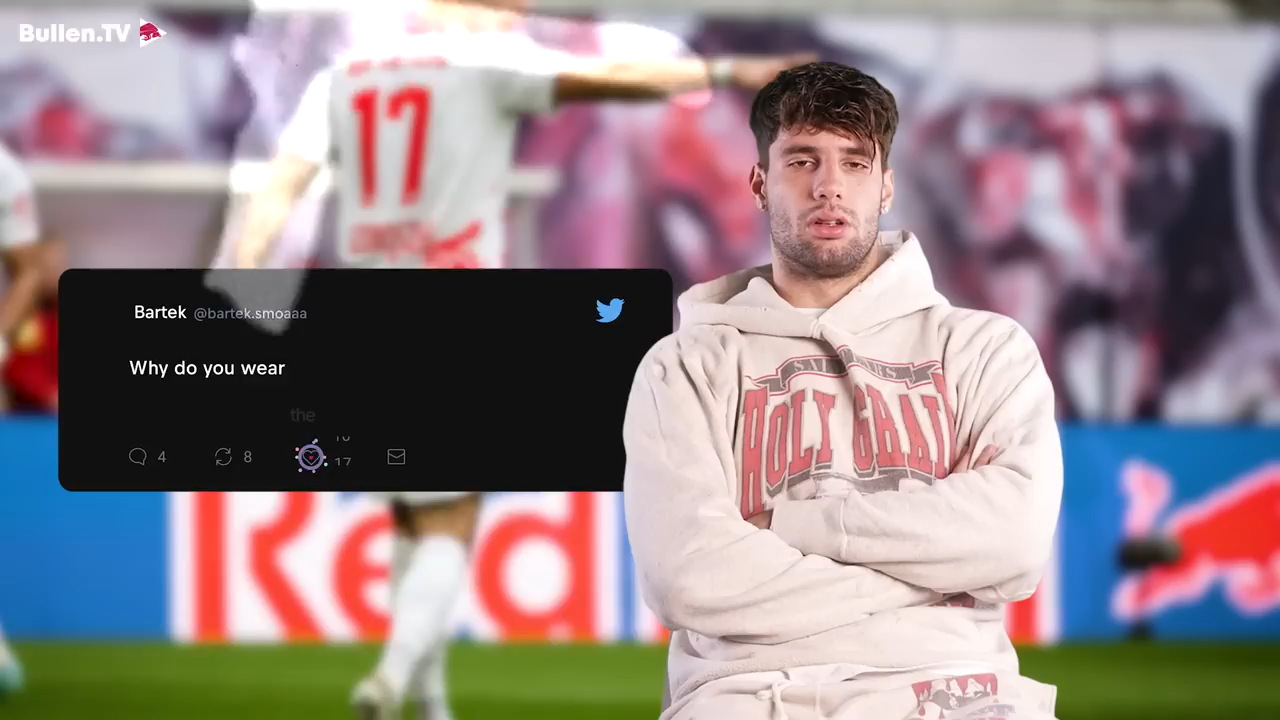 Bullen.TV
17
Bartek @bartek.smoaaa
Why do you wear
the
4 8 17
HOLY GRAIL
Red